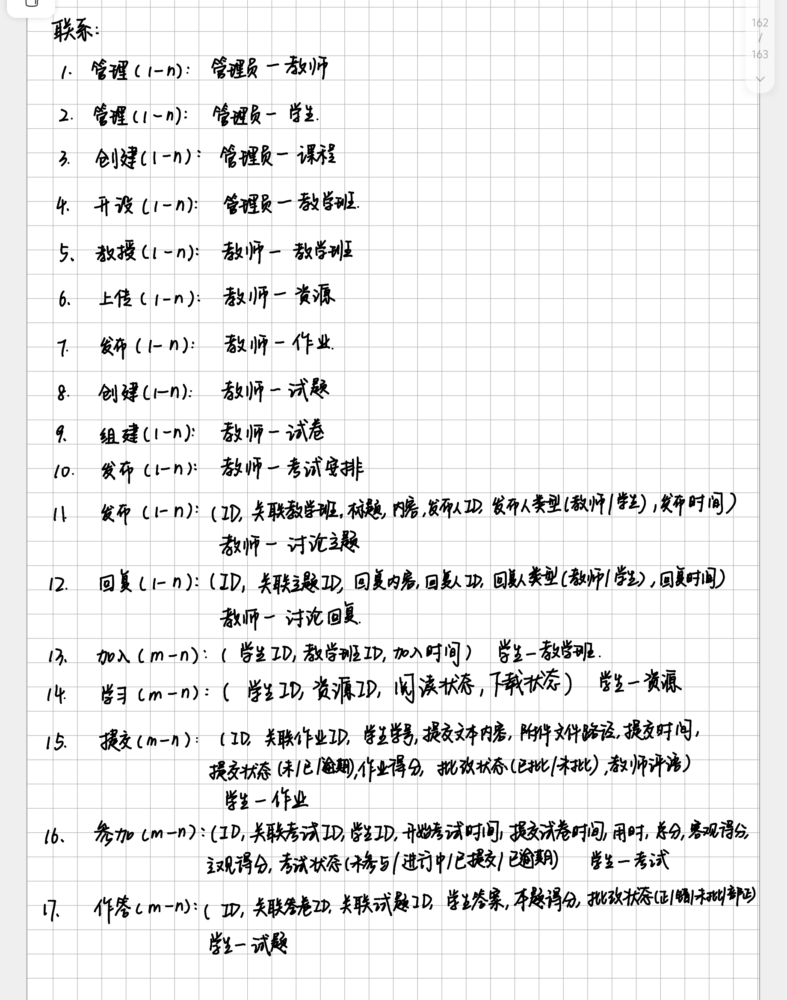 联系:
162
/
163
1. 管理(1-n): 管理员-教师
2. 管理(1-n): 管理员-学生.
3. 创建(1-n): 管理员-课程
4. 开设(1-n): 管理员-教学班.
5、 教授(1-n): 教师-教学班
6. 上传(1-n): 教师-资源
7. 发布(1-n): 教师-作业.
8. 创建(1-n): 教师-试题
9. 组建(1-n): 教师-试卷
10. 发布(1-n): 教师-考试安排
11. 发布(1-n): (ID, 关联教学班, 标题, 内容, 发布人ID, 发布人类型(教师/学生), 发布时间)
教师-讨论主题
12. 回复(1-n): (ID, 关联主题ID, 回复内容, 回复人ID, 回复人类型(教师/学生), 回复时间)
教师-讨论回复.
13、 加入(m-n): (学生ID, 教学班ID, 加入时间) 学生-教学班.
14. 学习(m-n): (学生ID, 资源ID, 阅读状态, 下载状态) 学生-资源
15. 提交(m-n): (ID, 关联作业ID, 学生学号, 提交文本内容, 附件文件路径, 提交时间,
提交状态(未/已/逾期), 作业得分, 批改状态(已批/未批), 教师评语)
学生-作业
16、 参加(m-n): (ID, 关联考试ID, 学生ID, 开始考试时间, 提交试卷时间, 用时, 总分, 客观得分,
主观得分, 考试状态(未参与/进行中/已提交/已逾期) 学生-考试
17. 作答(m-n): (ID, 关联答卷ID, 关联试题ID, 学生答案, 本题得分, 批改状态(正/错/未批/部正)
学生-试题